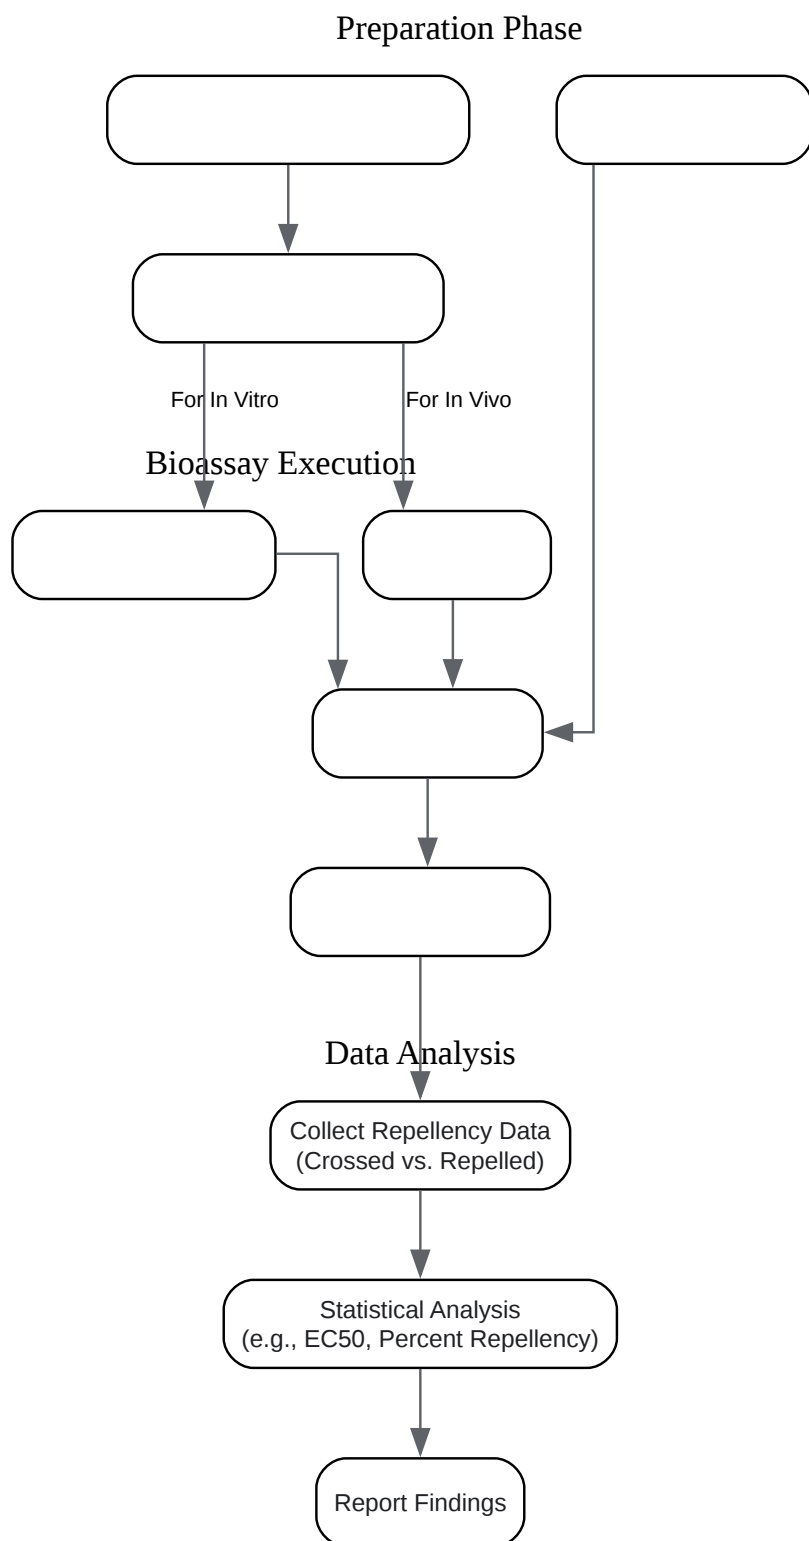 Preparation Phase
For In Vitro
For In Vivo
Bioassay Execution
Data Analysis
Collect Repellency Data
(Crossed vs. Repelled)
Statistical Analysis
(e.g., EC50, Percent Repellency)
Report Findings